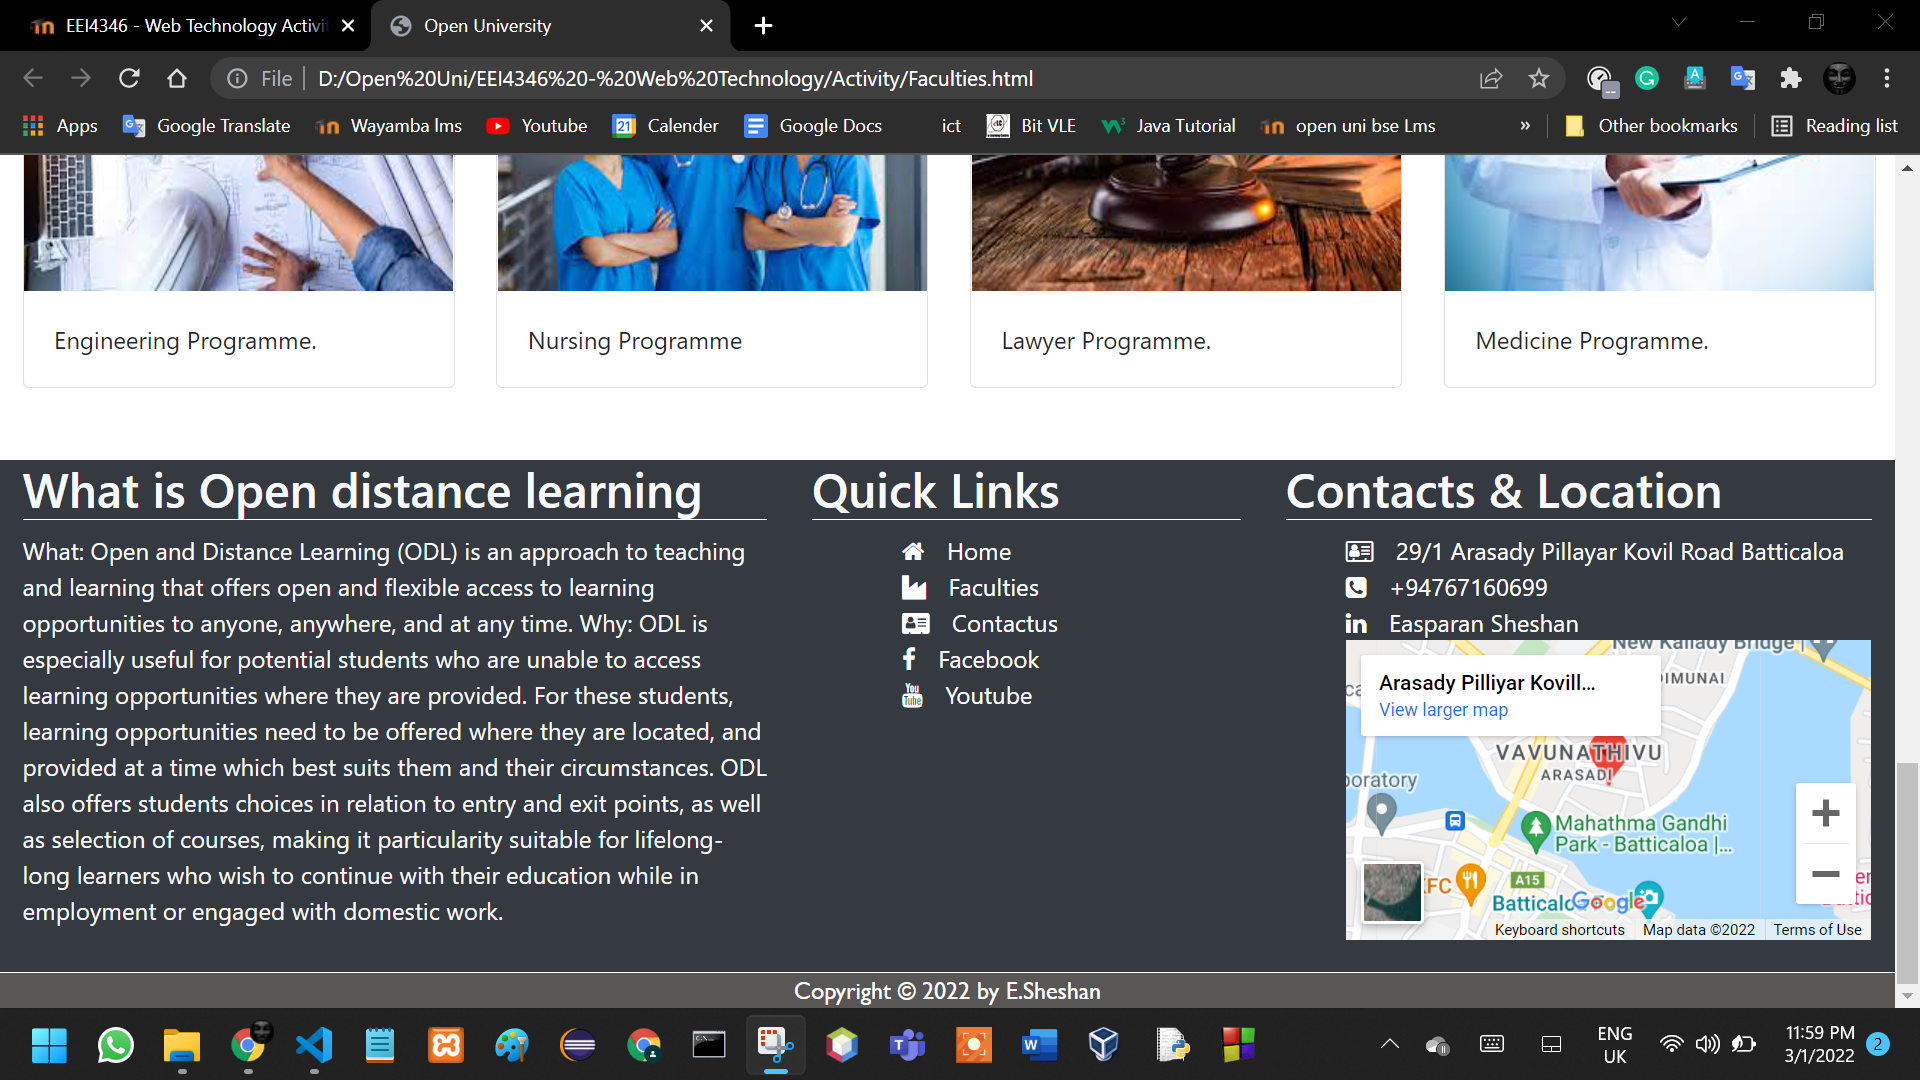 EEI4346 - Web Technology Activi
Open University
File
D:/Open%20Uni/EEI4346%20-%20Web%20Technology/Activity/Faculties.html
Apps
Google Translate
Wayamba lms
Youtube
Calender
Google Docs
ict
Bit VLE
Java Tutorial
open uni bse Lms
»
Other bookmarks
Reading list
Engineering Programme.
Nursing Programme
Lawyer Programme.
Medicine Programme.
What is Open distance learning
What: Open and Distance Learning (ODL) is an approach to teaching
and learning that offers open and flexible access to learning
opportunities to anyone, anywhere, and at any time. Why: ODL is
especially useful for potential students who are unable to access
learning opportunities where they are provided. For these students,
learning opportunities need to be offered where they are located, and
provided at a time which best suits them and their circumstances. ODL
also offers students choices in relation to entry and exit points, as well
as selection of courses, making it particularity suitable for lifelong-
long learners who wish to continue with their education while in
employment or engaged with domestic work.
Quick Links
Home
Faculties
Contactus
Facebook
Youtube
Contacts & Location
29/1 Arasady Pillayar Kovil Road Batticaloa
+94767160699
Easparan Sheshan
New Kallady Bridge
DIMUNAI
Arasady Pilliyar Kovill...
View larger map
VAVUNATHIVU
ARASADI
boratory
Mahathma Gandhi
Park - Batticaloa |...
KFC
A15
Batticalo
Google
Keyboard shortcuts
Map data ©2022
Terms of Use
Copyright © 2022 by E.Sheshan
ENG
UK
11:59 PM
3/1/2022
2